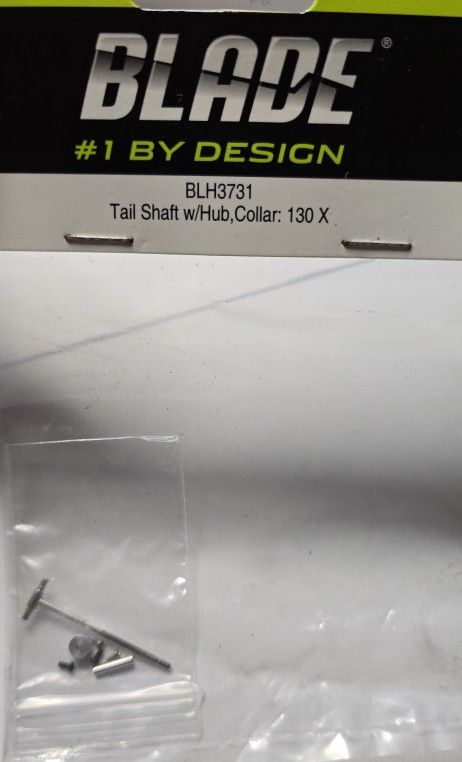 BLADE®
#1 BY DESIGN
BLH3731
Tail Shaft w/Hub,Collar: 130 X